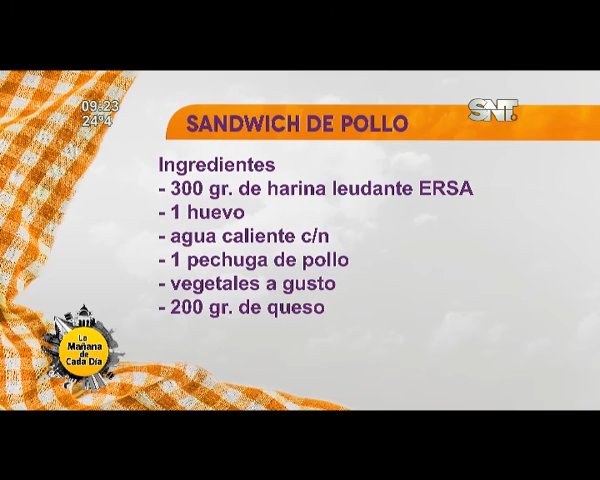 09-23
24°4
SANDWICH DE POLLO
SNT.
Ingredientes
- 300 gr. de harina leudante ERSA
- 1 huevo
- agua caliente c/n
- 1 pechuga de pollo
- vegetales a gusto
- 200 gr. de queso
La
Mañana
de
Cada Día